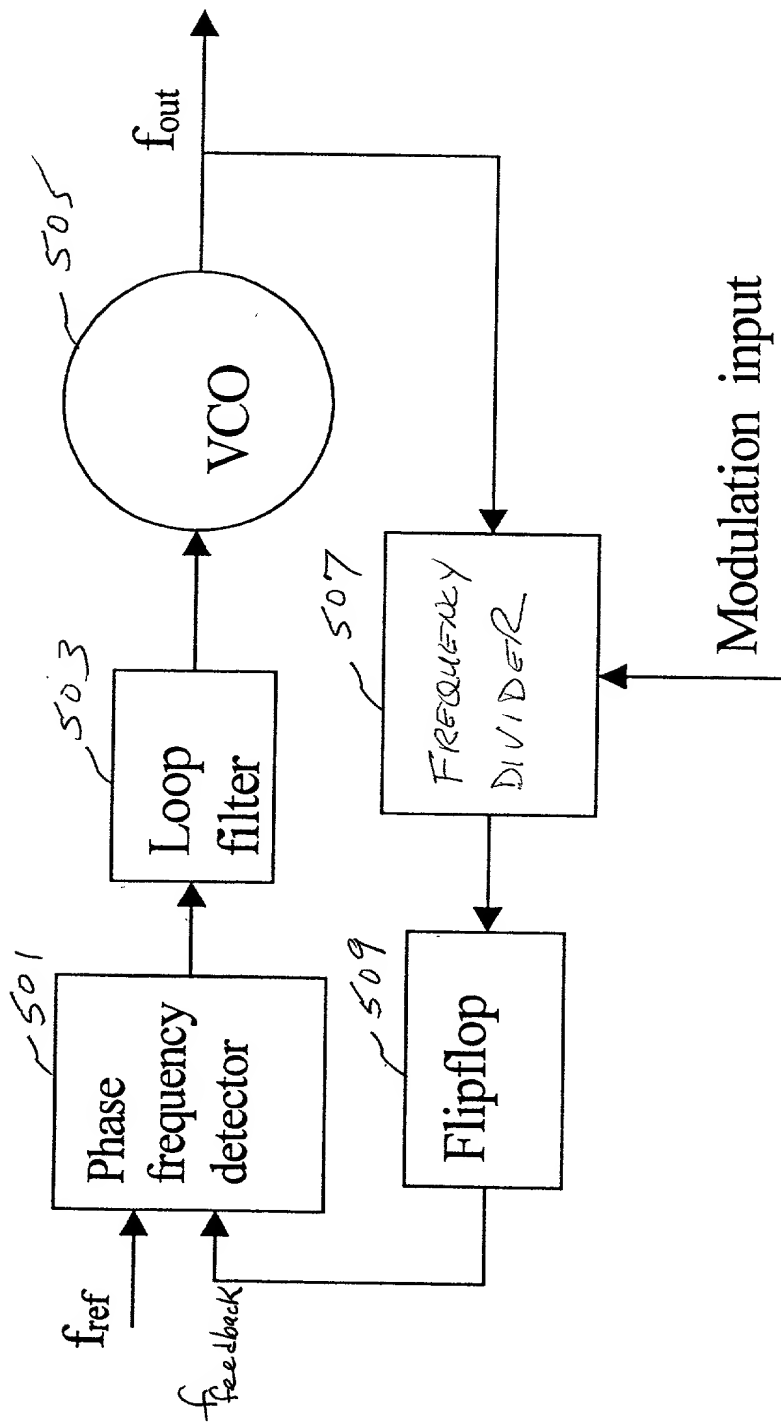 f_ref
f_feedback
501
Phase
frequency
detector
503
Loop
filter
505
VCO
f_out
509
Flipflop
507
FREQUENCY
DIVIDER
Modulation input